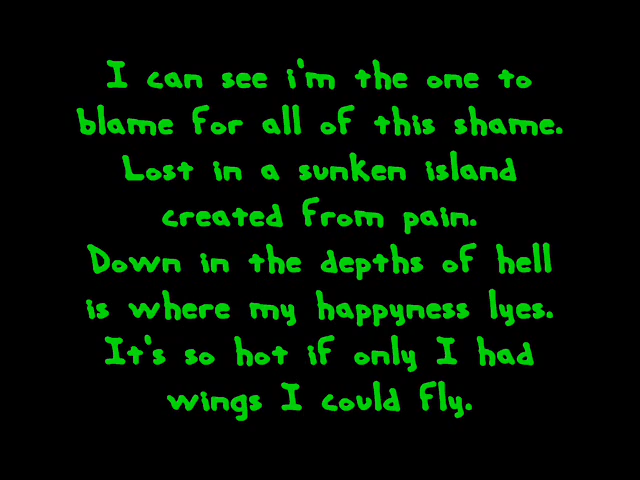 I can see i'm the one to
blame for all of this shame.
Lost in a sunken island
created from pain.
Down in the depths of hell
is where my happyness lyes.
It's so hot if only I had
wings I could fly.